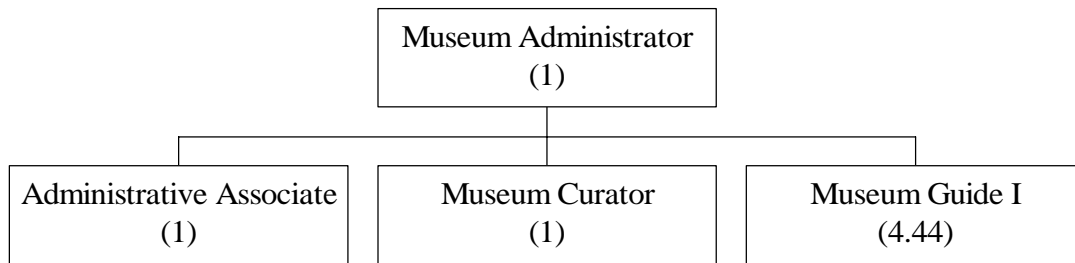 Museum Administrator
(1)
Administrative Associate
(1)
Museum Curator
(1)
Museum Guide I
(4.44)